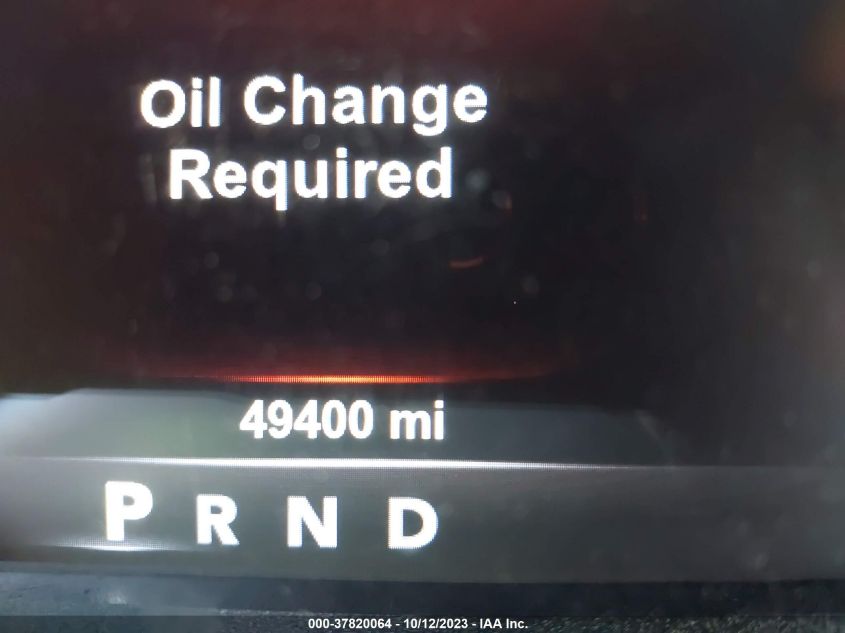 Oil Change
Required
49400 mi
P R N D
000-37820064 - 10/12/2023 - IAA Inc.